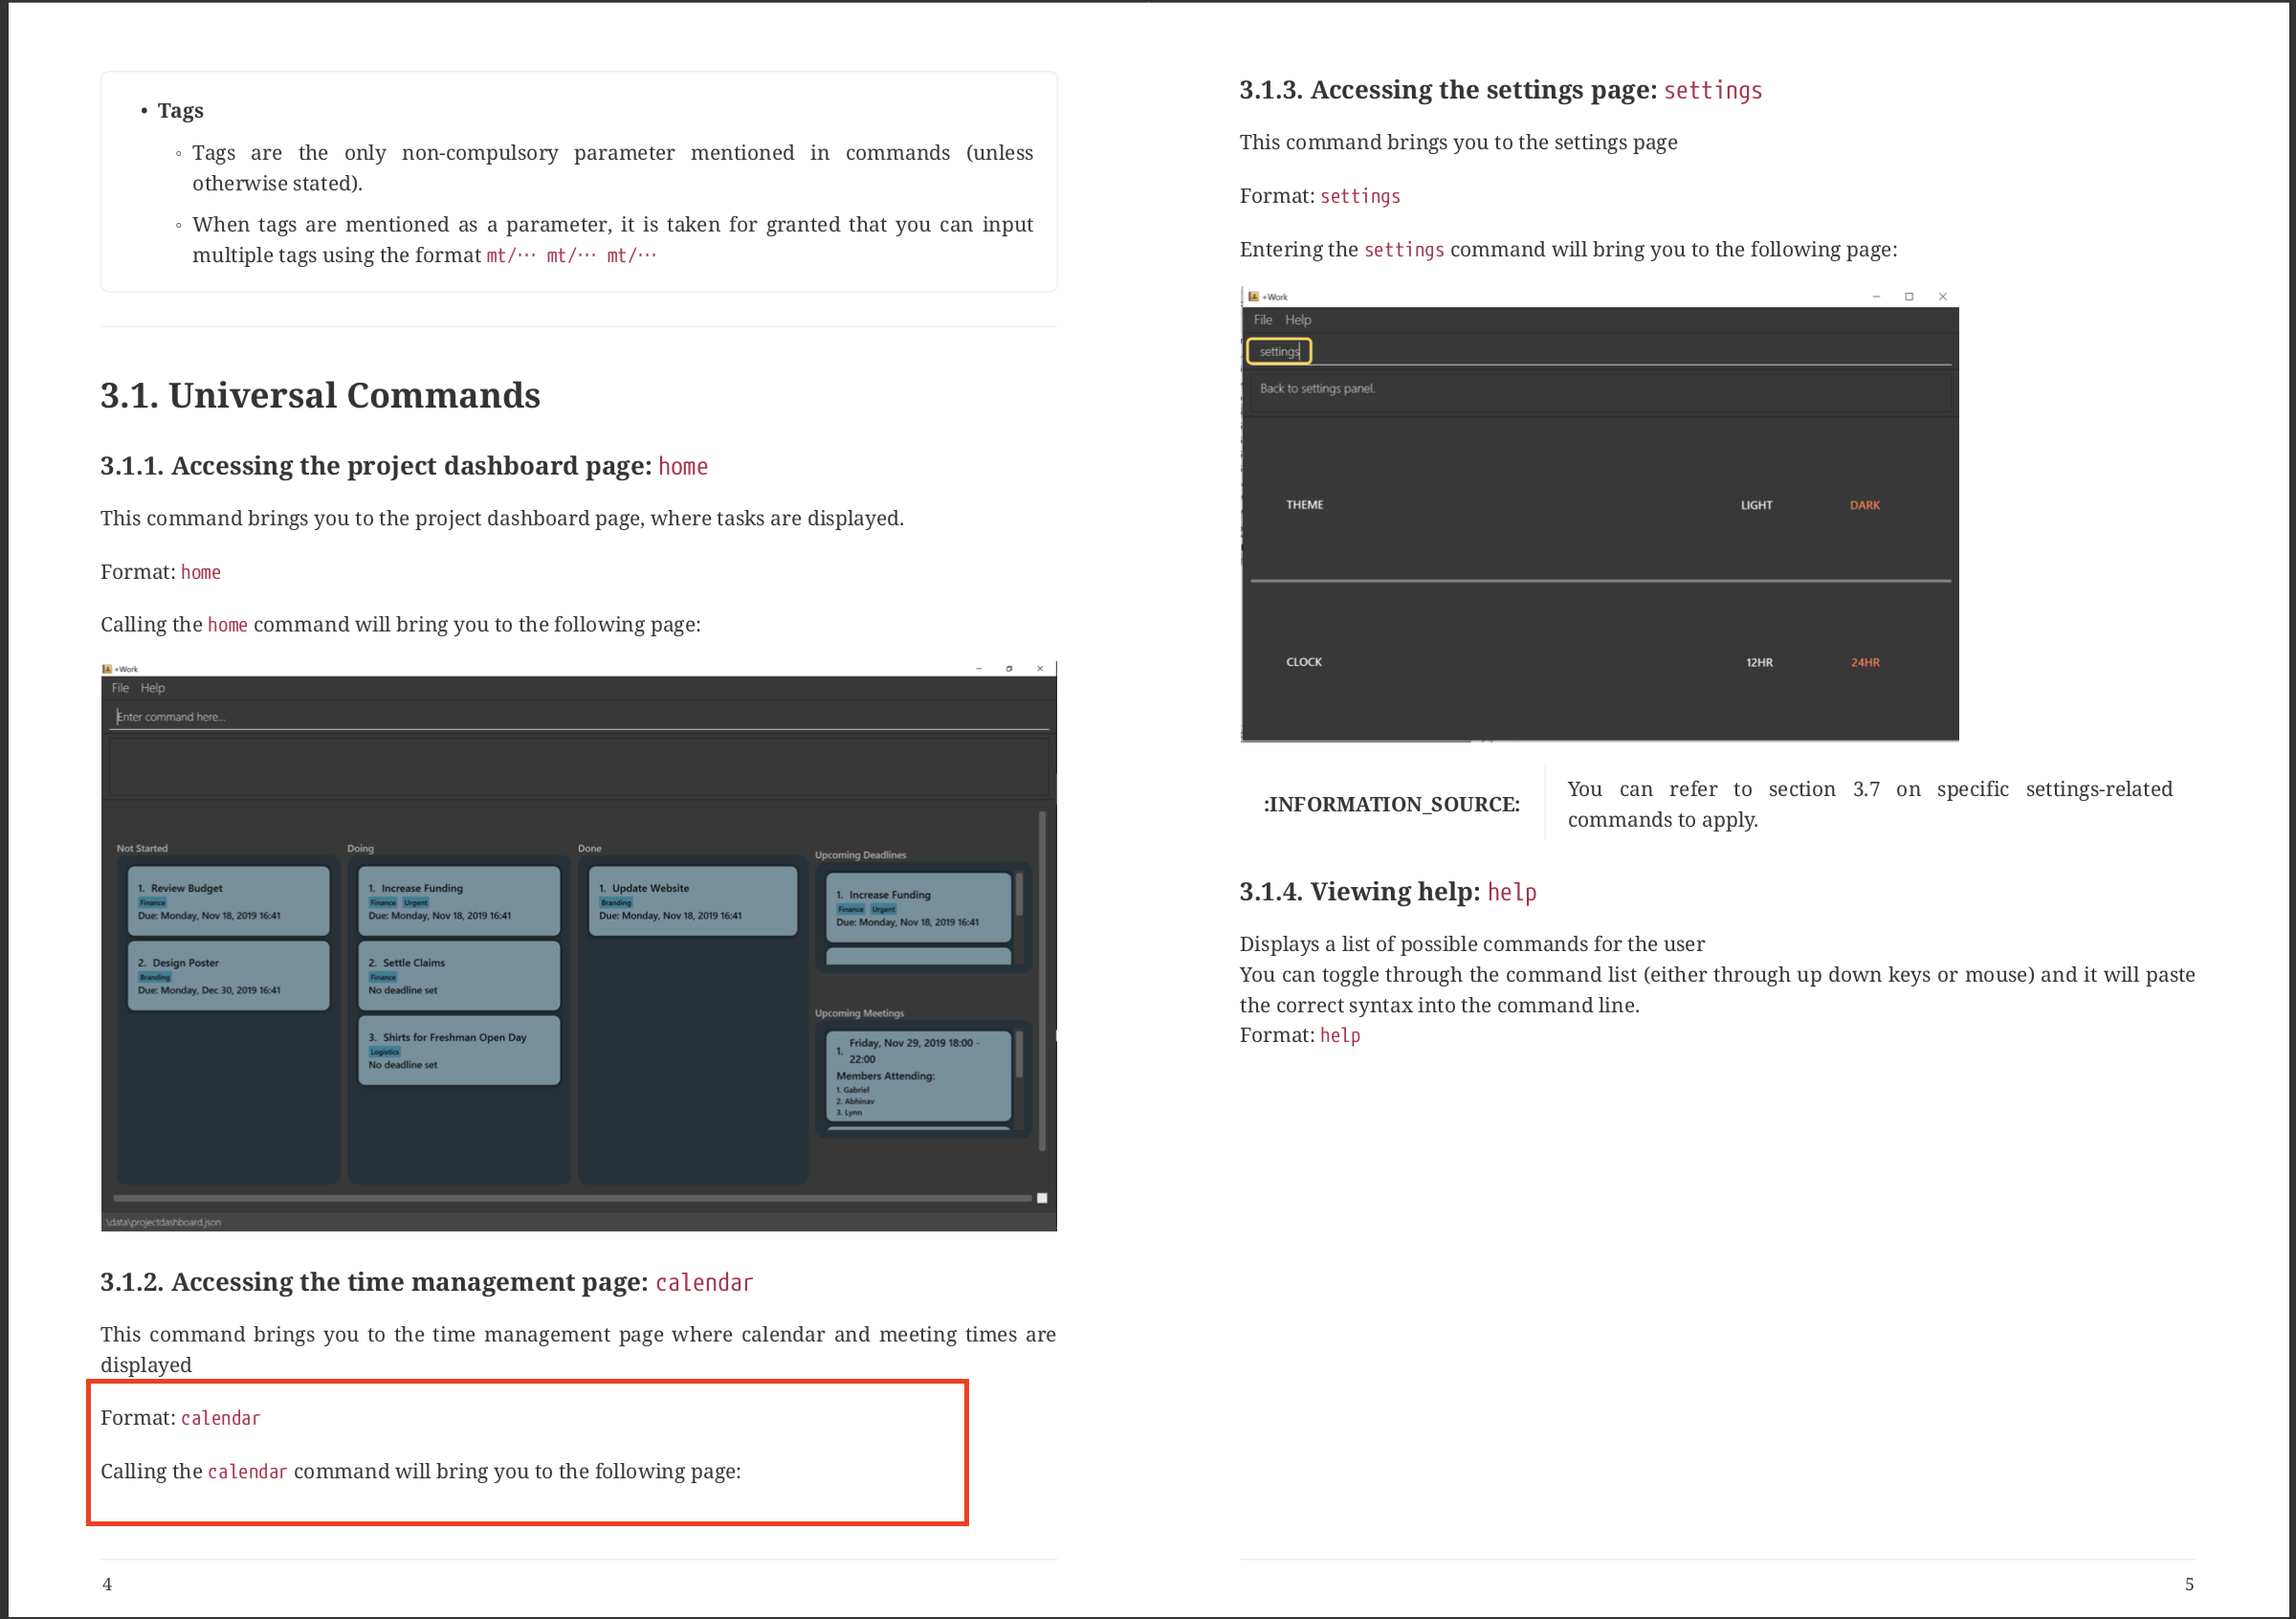 • Tags
◦ Tags are the only non-compulsory parameter mentioned in commands (unless
otherwise stated).
◦ When tags are mentioned as a parameter, it is taken for granted that you can input
multiple tags using the format mt/··· mt/··· mt/···
3.1. Universal Commands
3.1.1. Accessing the project dashboard page: home
This command brings you to the project dashboard page, where tasks are displayed.
Format: home
Calling the home command will bring you to the following page:
+Work
File Help
Enter command here...
Not Started
1. Review Budget
Finance
Due: Monday, Nov 18, 2019 16:41
2. Design Poster
Branding
Due: Monday, Dec 30, 2019 16:41
Doing
1. Increase Funding
Finance Urgent
Due: Monday, Nov 18, 2019 16:41
2. Settle Claims
Finance
No deadline set
3. Shirts for Freshman Open Day
Logistics
No deadline set
Done
1. Update Website
Branding
Due: Monday, Nov 18, 2019 16:41
Upcoming Deadlines
1. Increase Funding
Finance Urgent
Due: Monday, Nov 18, 2019 16:41
Upcoming Meetings
1. Friday, Nov 29, 2019 18:00 -
22:00
Members Attending:
1. Gabriel
2. Abhinav
3. Lynn
.\data\projectdashboard.json
3.1.2. Accessing the time management page: calendar
This command brings you to the time management page where calendar and meeting times are
displayed
Format: calendar
Calling the calendar command will bring you to the following page:
4
3.1.3. Accessing the settings page: settings
This command brings you to the settings page
Format: settings
Entering the settings command will bring you to the following page:
+Work
File Help
settings
Back to settings panel.
THEME LIGHT DARK
CLOCK 12HR 24HR
:INFORMATION_SOURCE:
You can refer to section 3.7 on specific settings-related
commands to apply.
3.1.4. Viewing help: help
Displays a list of possible commands for the user
You can toggle through the command list (either through up down keys or mouse) and it will paste
the correct syntax into the command line.
Format: help
5